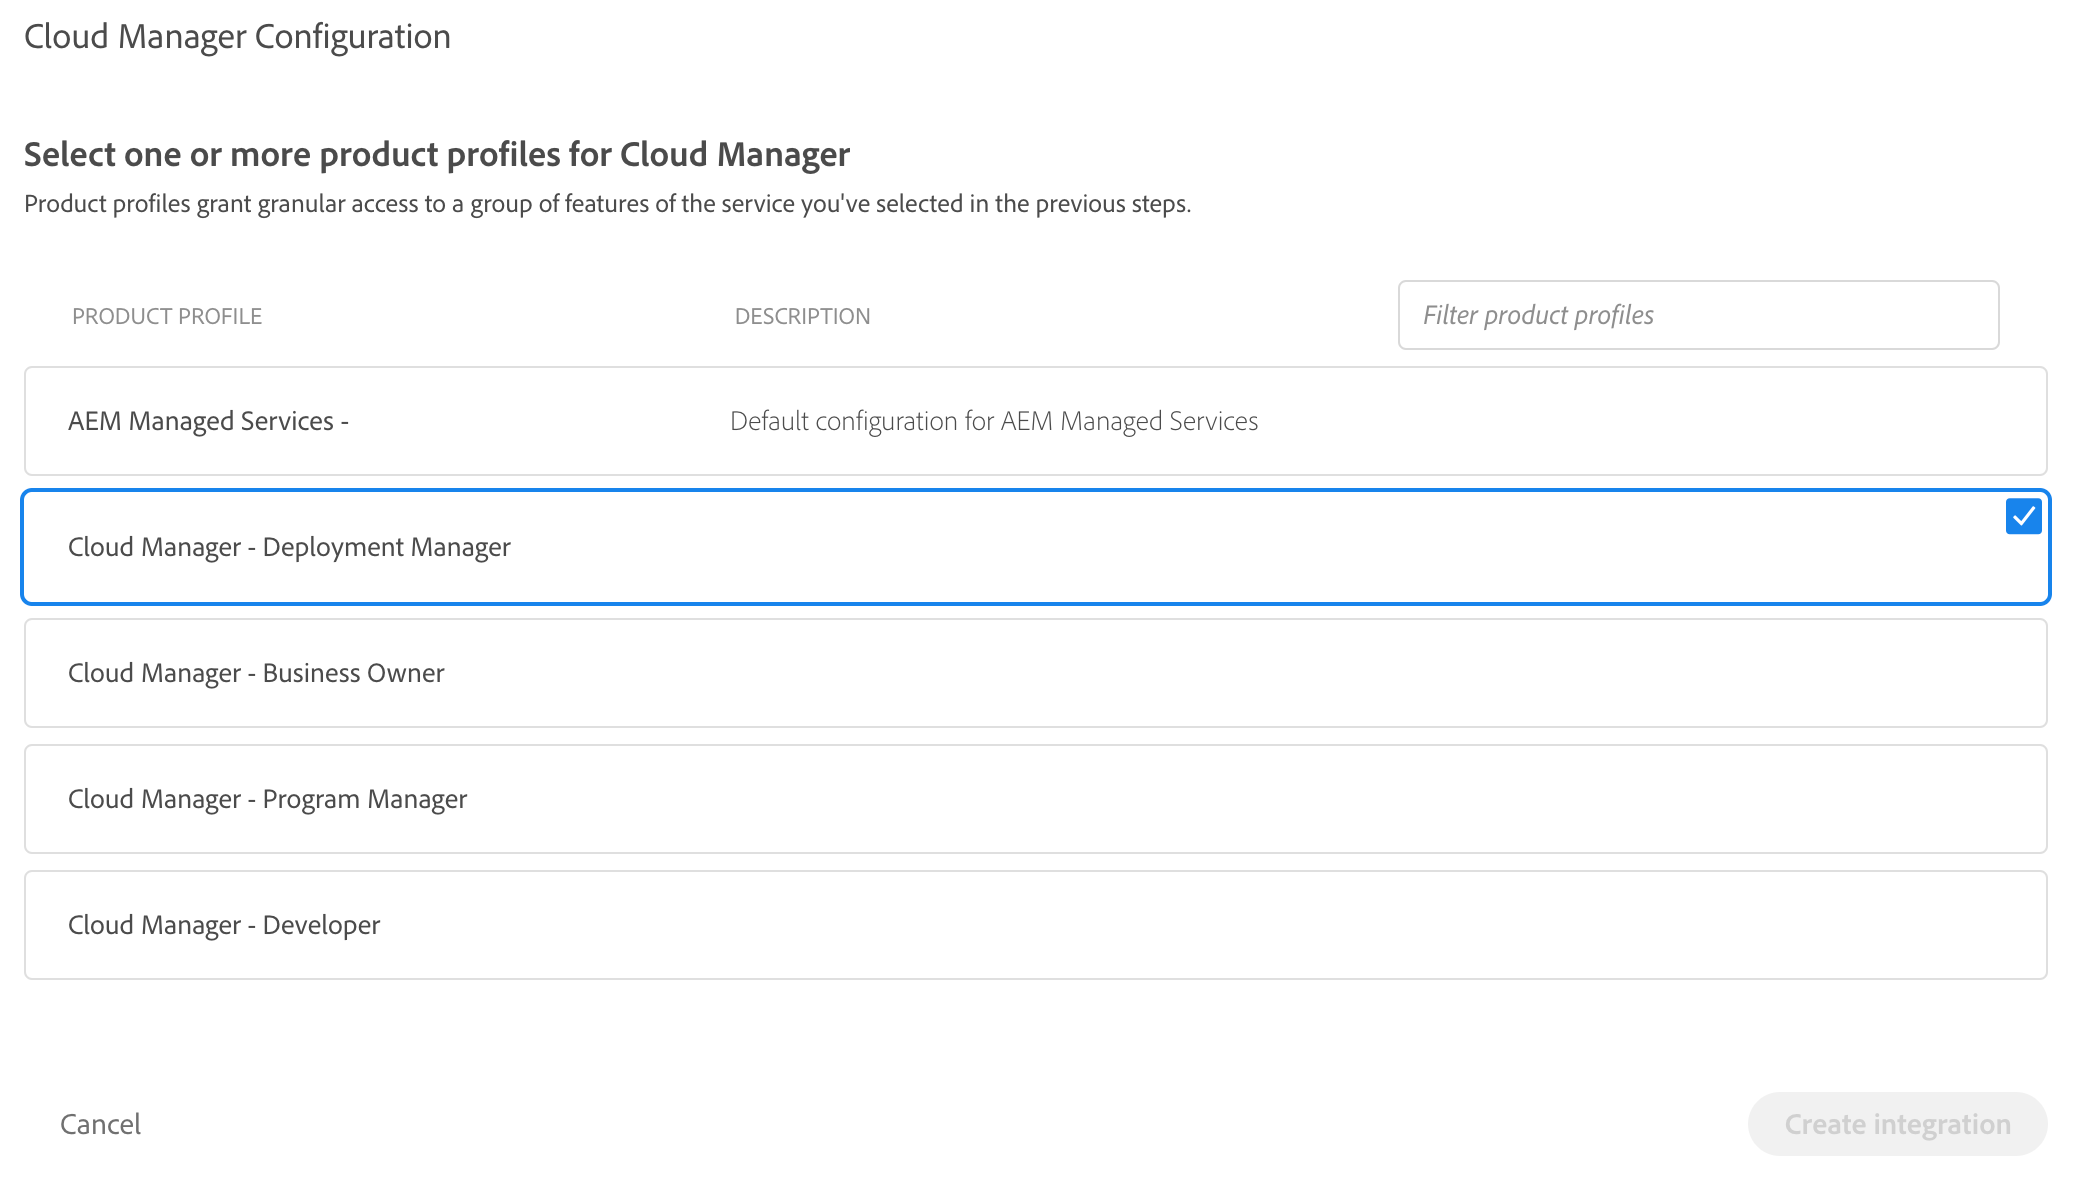 Cloud Manager Configuration
Select one or more product profiles for Cloud Manager
Product profiles grant granular access to a group of features of the service you've selected in the previous steps.
PRODUCT PROFILE
DESCRIPTION
Filter product profiles
AEM Managed Services -
Default configuration for AEM Managed Services
Cloud Manager - Deployment Manager
Cloud Manager - Business Owner
Cloud Manager - Program Manager
Cloud Manager - Developer
Cancel
Create integration